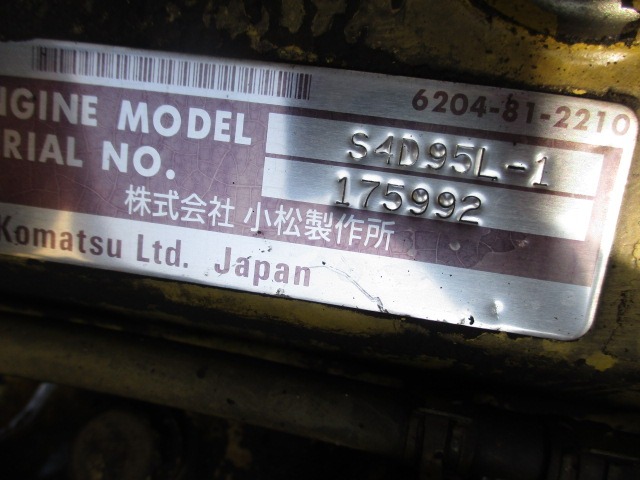 6204-81-2210
NGINE MODEL S4D95L-1
RIAL NO. 175992
株式会社 小松製作所
Komatsu Ltd. Japan